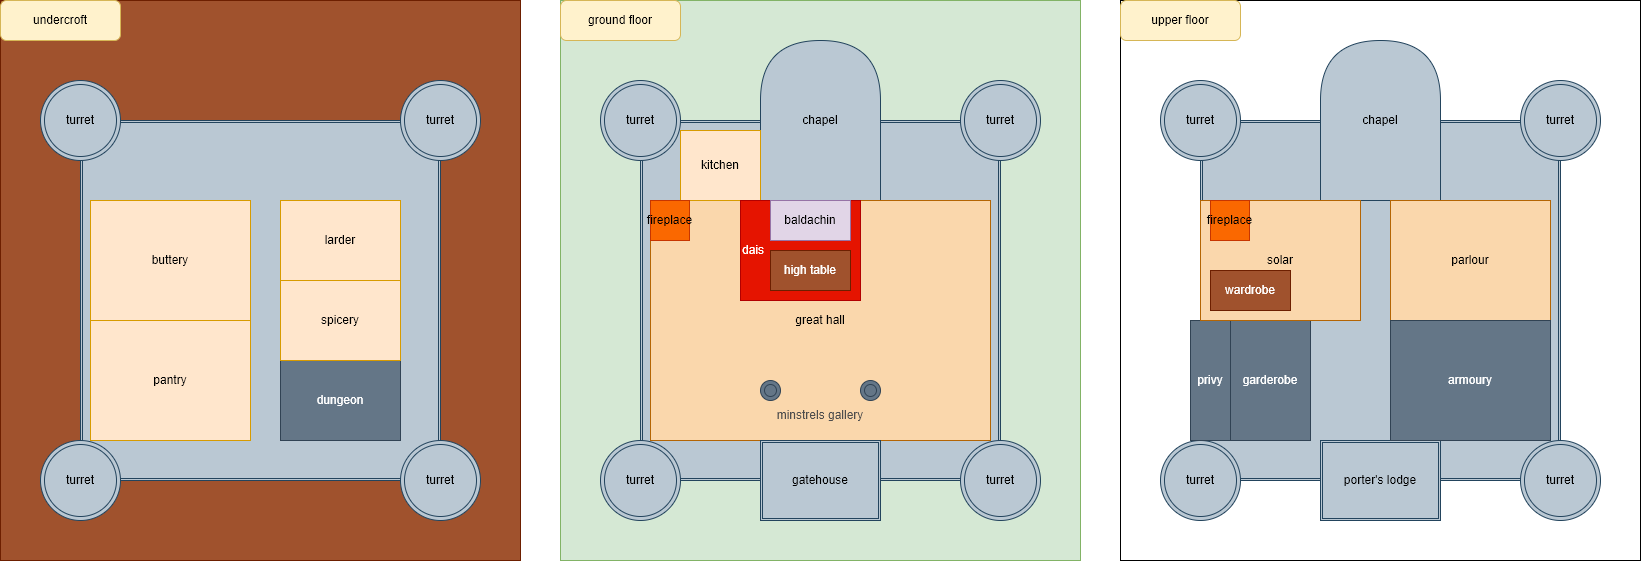 undercroft
turret
turret
buttery
larder
spicery
pantry
dungeon
turret
turret
ground floor
turret
chapel
turret
kitchen
fireplace
baldachin
dais
high table
great hall
minstrels gallery
turret
gatehouse
turret
upper floor
turret
chapel
turret
fireplace
solar
parlour
wardrobe
privy
garderobe
armoury
turret
porter's lodge
turret